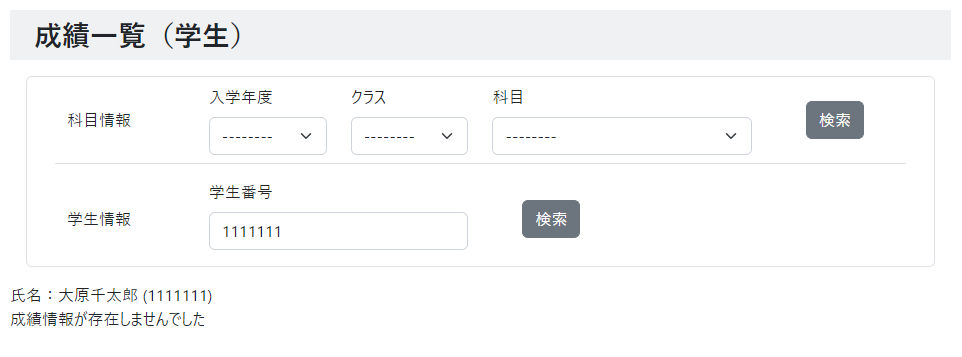 成績一覧（学生）
入学年度 クラス 科目
科目情報 -------- -------- -------- 検索
学生番号
学生情報 1111111 検索
氏名：大原千太郎 (1111111)
成績情報が存在しませんでした